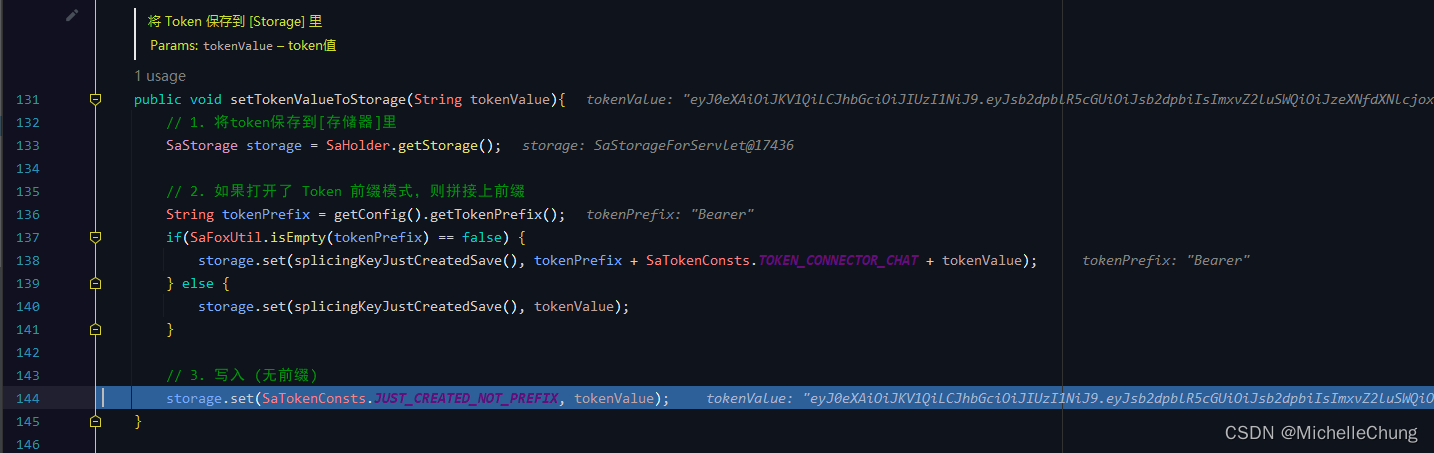 将 Token 保存到 [Storage] 里
Params: tokenValue – token值
1 usage
131 public void setTokenValueToStorage(String tokenValue){ tokenValue: "eyJ0eXAiOiJKV1QiLCJhbGciOiJIUzI1NiJ9.eyJsb2dpblR5cGUiOiJsb2dpbiIsImxvZ2luSWQiOiJzeXNfdXNlcjox
132 // 1. 将token保存到[存储器]里
133 SaStorage storage = SaHolder.getStorage(); storage: SaStorageForServlet@17436
134
135 // 2. 如果打开了 Token 前缀模式，则拼接上前缀
136 String tokenPrefix = getConfig().getTokenPrefix(); tokenPrefix: "Bearer"
137 if(SaFoxUtil.isEmpty(tokenPrefix) == false) {
138 storage.set(splicingKeyJustCreatedSave(), tokenPrefix + SaTokenConsts.TOKEN_CONNECTOR_CHAT + tokenValue); tokenPrefix: "Bearer"
139 } else {
140 storage.set(splicingKeyJustCreatedSave(), tokenValue);
141 }
142
143 // 3. 写入 (无前缀)
144 storage.set(SaTokenConsts.JUST_CREATED_NOT_PREFIX, tokenValue); tokenValue: "eyJ0eXAiOiJKV1QiLCJhbGciOiJIUzI1NiJ9.eyJsb2dpblR5cGUiOiJsb2dpbiIsImxvZ2luSWQiO
145 }
146
CSDN @MichelleChung